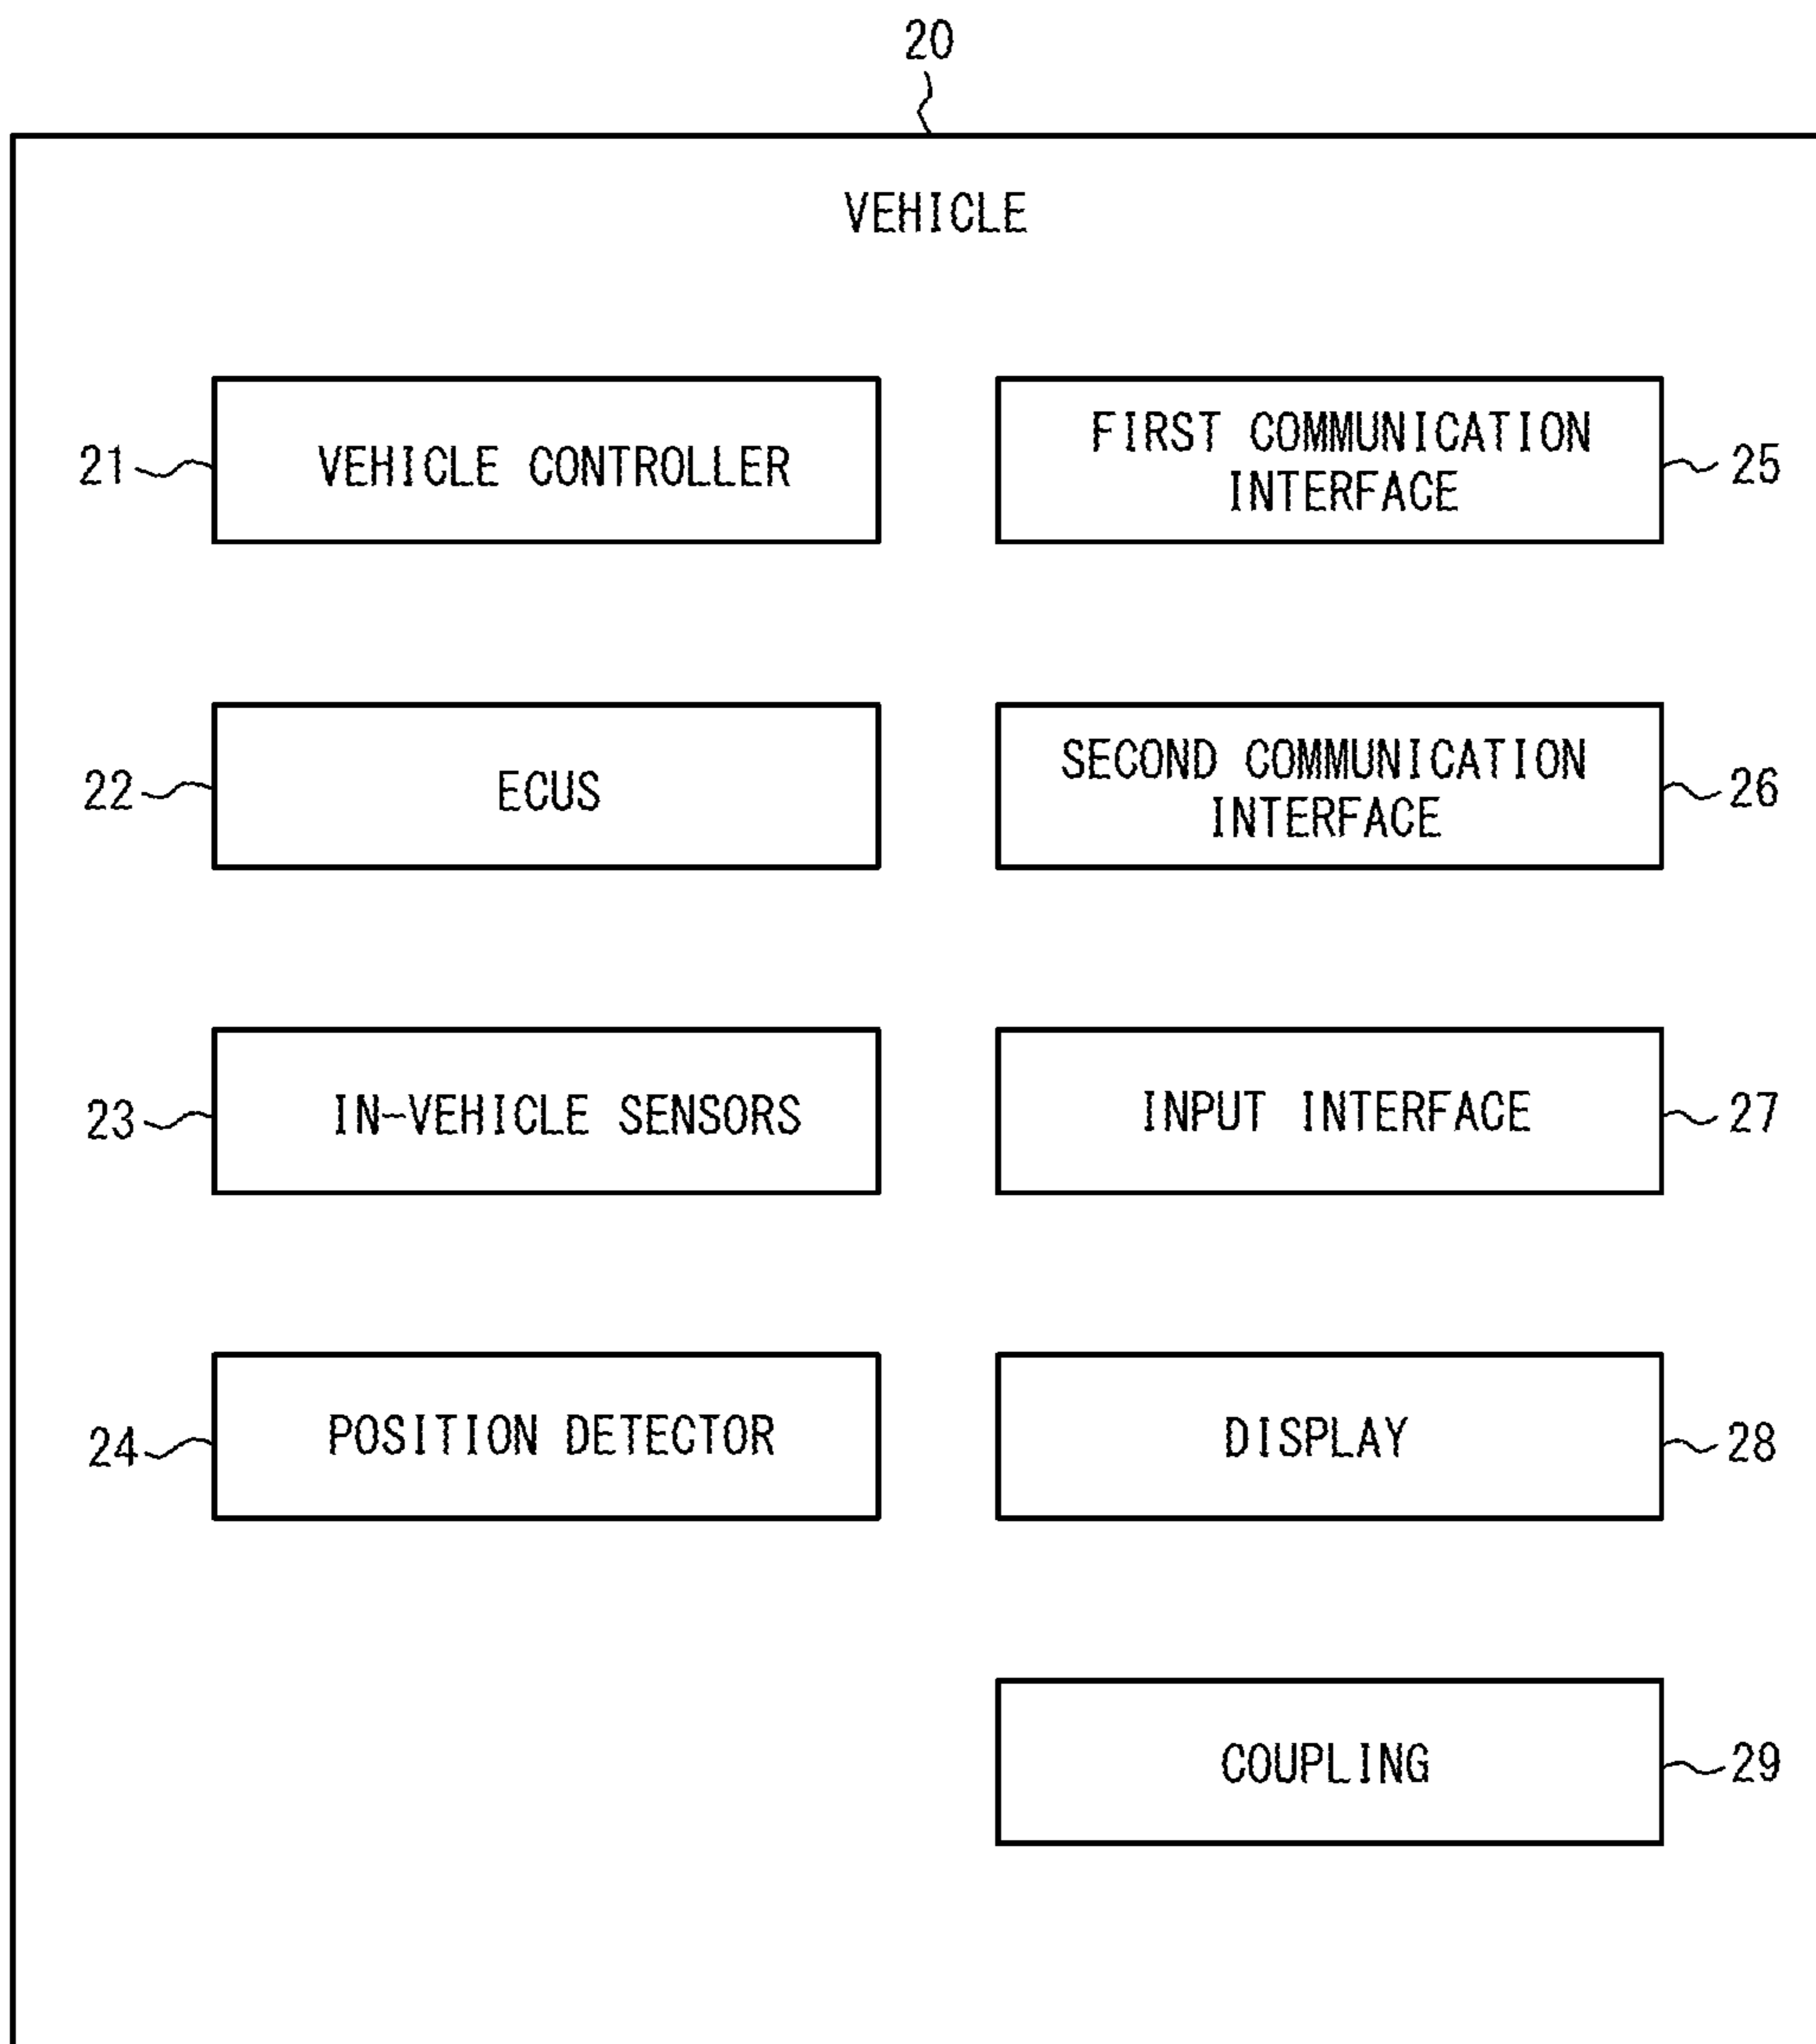 20
VEHICLE
21
VEHICLE CONTROLLER
FIRST COMMUNICATION
INTERFACE
25
22
ECUS
SECOND COMMUNICATION
INTERFACE
26
23
IN-VEHICLE SENSORS
INPUT INTERFACE
27
24
POSITION DETECTOR
DISPLAY
28
COUPLING
29